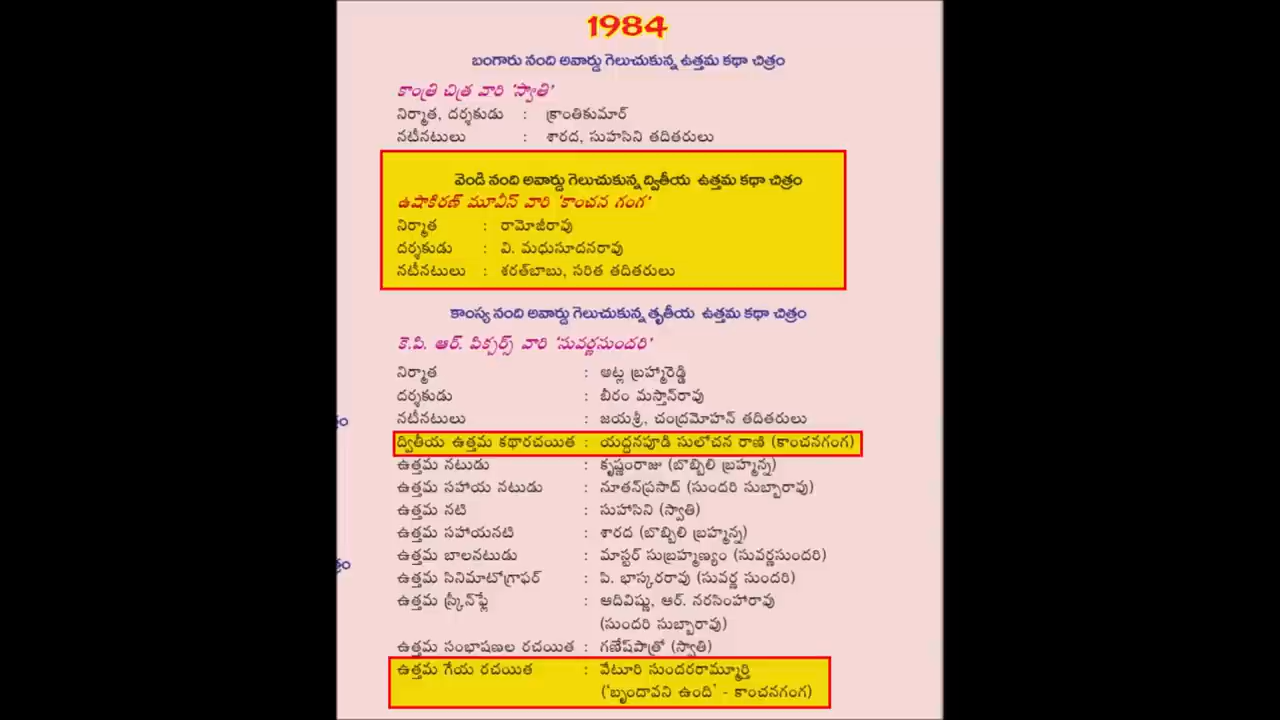 1984
బంగారు నంది అవార్డు గెలుచుకున్న ఉత్తమ కథా చిత్రం
కాంత్రి చిత్ర వారి 'స్వాతి'
నిర్మాత, దర్శకుడు : క్రాంతికుమార్
నటీనటులు : శారద, సుహసిని తదితరులు
వెండి నంది అవార్డు గెలుచుకున్న ద్వితీయ ఉత్తమ కథా చిత్రం
ఉషాకిరణ్ మూవీస్ వారి 'కాంచన గంగ'
నిర్మాత : రామోజీరావు
దర్శకుడు : వి. మధుసూదనరావు
నటీనటులు : శరత్‌బాబు, సరిత తదితరులు
కాంస్య నంది అవార్డు గెలుచుకున్న తృతీయ ఉత్తమ కథా చిత్రం
కె.పి. ఆర్. పిక్చర్స్ వారి 'సువర్ణసుందరి'
నిర్మాత : అట్ల బ్రహ్మారెడ్డి
దర్శకుడు : బీరం మస్తాన్‌రావు
నటీనటులు : జయశ్రీ, చంద్రమోహన్ తదితరులు
ద్వితీయ ఉత్తమ కథారచయిత : యద్దనపూడి సులోచన రాణి (కాంచనగంగ)
ఉత్తమ నటుడు : కృష్ణంరాజు (బొబ్బిలి బ్రహ్మన్న)
ఉత్తమ సహాయ నటుడు : నూతన్‌ప్రసాద్ (సుందరి సుబ్బారావు)
ఉత్తమ నటి : సుహాసిని (స్వాతి)
ఉత్తమ సహాయనటి : శారద (బొబ్బిలి బ్రహ్మన్న)
ఉత్తమ బాలనటుడు : మాస్టర్ సుబ్రహ్మణ్యం (సువర్ణసుందరి)
ఉత్తమ సినిమాటోగ్రాఫర్ : పి. భాస్కరరావు (సువర్ణ సుందరి)
ఉత్తమ స్క్రీన్‌ప్లే : ఆదివిష్ణు, ఆర్. నరసింహారావు
(సుందరి సుబ్బారావు)
ఉత్తమ సంభాషణల రచయిత : గణేష్‌పాత్రో (స్వాతి)
ఉత్తమ గేయ రచయిత : వేటూరి సుందరరామ్మూర్తి
('బృందావని ఉంది' - కాంచనగంగ)